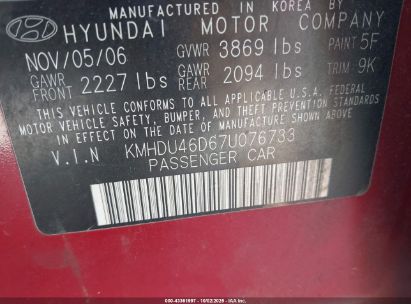 MANUFACTURED IN KOREA BY
HYUNDAI MOTOR COMPANY
NOV/05/06 GVWR 3869 lbs PAINT 5F
GAWR FRONT 2227 lbs GAWR REAR 2094 lbs TRIM 9K
THIS VEHICLE CONFORMS TO ALL APPLICABLE FEDERAL
MOTOR VEHICLE SAFETY, BUMPER, AND THEFT PREVENTION
STANDARDS IN EFFECT ON THE DATE OF
MANUFACTURE SHOWN ABOVE.
V.I.N KMHDU46D67U076733
PASSENGER CAR